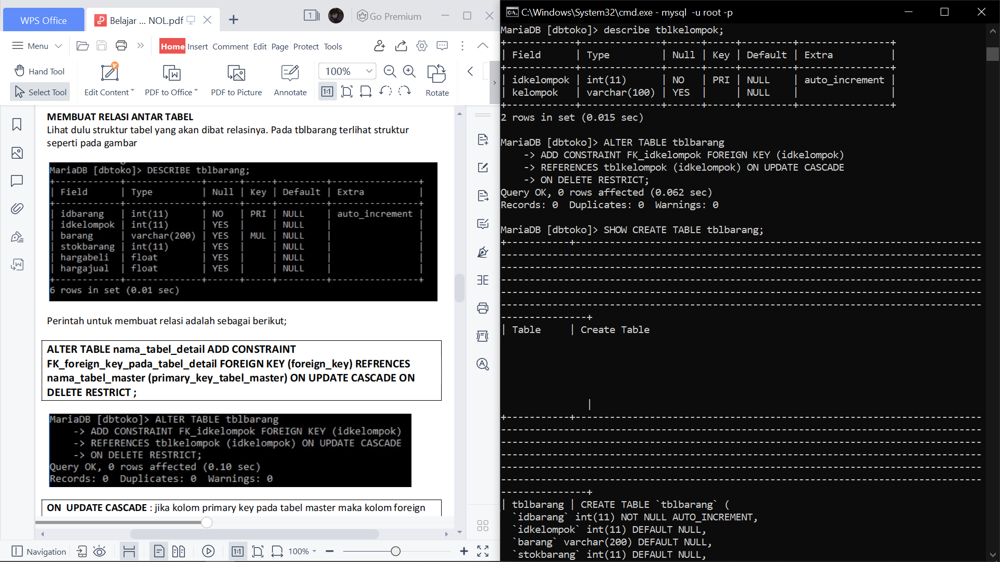 WPS Office
Belajar ... NOL.pdf
1
Go Premium
Menu
Home Insert Comment Edit Page Protect Tools
Hand Tool
Select Tool
Edit Content
PDF to Office
PDF to Picture
Annotate
100%
1:1
Rotate
MEMBUAT RELASI ANTAR TABEL
Lihat dulu struktur tabel yang akan dibat relasinya. Pada tblbarang terlihat struktur
seperti pada gambar
MariaDB [dbtoko]> DESCRIBE tblbarang;
+------------+--------------+------+-----+---------+----------------+
| Field | Type | Null | Key | Default | Extra |
+------------+--------------+------+-----+---------+----------------+
| idbarang | int(11) | NO | PRI | NULL | auto_increment |
| idkelompok | int(11) | YES | | NULL | |
| barang | varchar(200) | YES | MUL | NULL | |
| stokbarang | int(11) | YES | | NULL | |
| hargabeli | float | YES | | NULL | |
| hargajual | float | YES | | NULL | |
+------------+--------------+------+-----+---------+----------------+
6 rows in set (0.01 sec)
Perintah untuk membuat relasi adalah sebagai berikut;
ALTER TABLE nama_tabel_detail ADD CONSTRAINT
FK_foreign_key_pada_tabel_detail FOREIGN KEY (foreign_key) REFRENCES
nama_tabel_master (primary_key_tabel_master) ON UPDATE CASCADE ON
DELETE RESTRICT ;
MariaDB [dbtoko]> ALTER TABLE tblbarang
-> ADD CONSTRAINT FK_idkelompok FOREIGN KEY (idkelompok)
-> REFERENCES tblkelompok (idkelompok) ON UPDATE CASCADE
-> ON DELETE RESTRICT;
Query OK, 0 rows affected (0.10 sec)
Records: 0 Duplicates: 0 Warnings: 0
ON UPDATE CASCADE : jika kolom primary key pada tabel master maka kolom foreign
Navigation
1:1
100%
C:\Windows\System32\cmd.exe - mysql -u root -p
MariaDB [dbtoko]> describe tblkelompok;
+------------+--------------+------+-----+---------+----------------+
| Field | Type | Null | Key | Default | Extra |
+------------+--------------+------+-----+---------+----------------+
| idkelompok | int(11) | NO | PRI | NULL | auto_increment |
| kelompok | varchar(100) | YES | | NULL | |
+------------+--------------+------+-----+---------+----------------+
2 rows in set (0.015 sec)
MariaDB [dbtoko]> ALTER TABLE tblbarang
-> ADD CONSTRAINT FK_idkelompok FOREIGN KEY (idkelompok)
-> REFERENCES tblkelompok (idkelompok) ON UPDATE CASCADE
-> ON DELETE RESTRICT;
Query OK, 0 rows affected (0.062 sec)
Records: 0 Duplicates: 0 Warnings: 0
MariaDB [dbtoko]> SHOW CREATE TABLE tblbarang;
| Table | Create Table
|
| tblbarang | CREATE TABLE `tblbarang` (
`idbarang` int(11) NOT NULL AUTO_INCREMENT,
`idkelompok` int(11) DEFAULT NULL,
`barang` varchar(200) DEFAULT NULL,
`stokbarang` int(11) DEFAULT NULL,